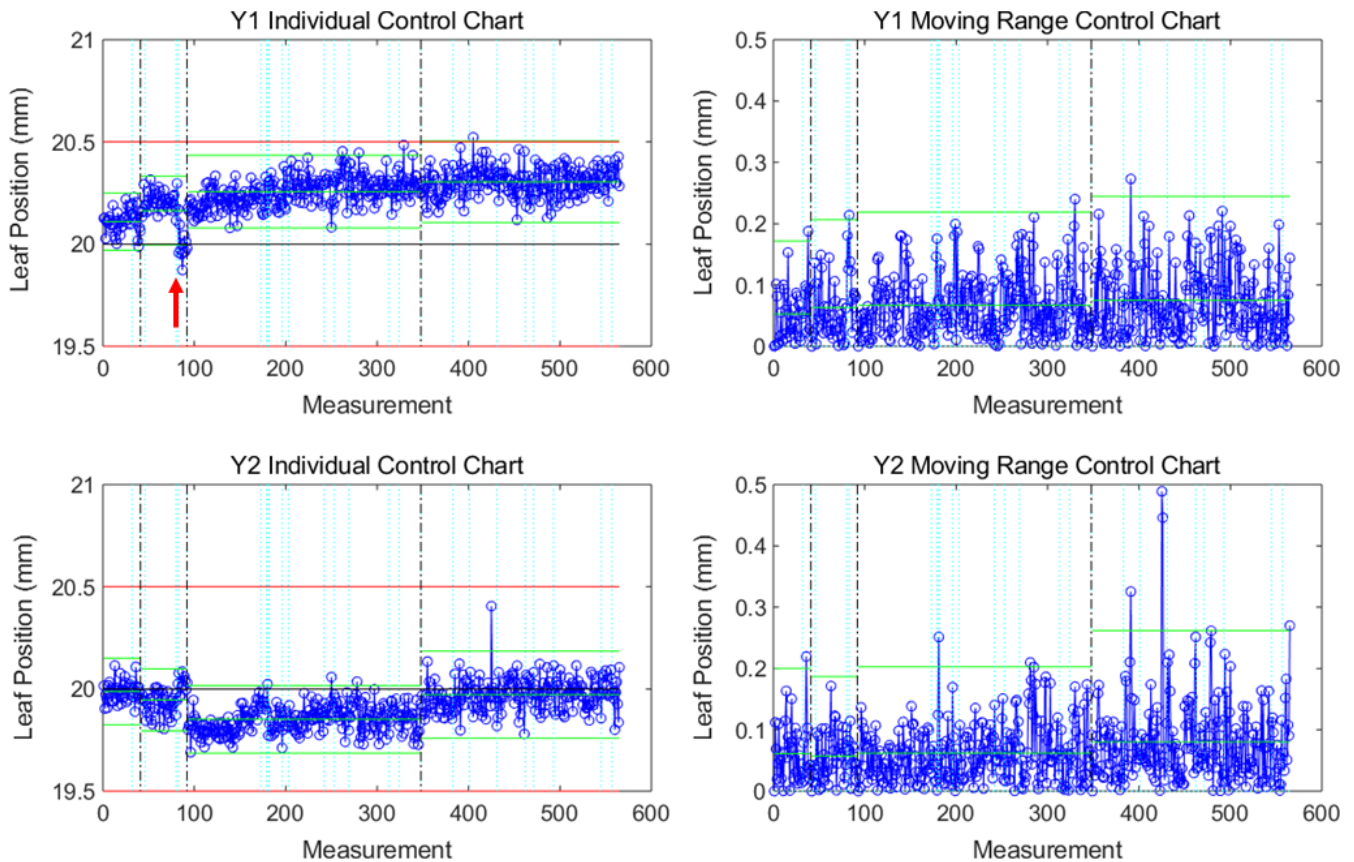 Y1 Individual Control Chart
21
20.5
20
19.5
Leaf Position (mm)
0 100 200 300 400 500 600
Measurement
Y1 Moving Range Control Chart
0.5
0.4
0.3
0.2
0.1
0
Leaf Position (mm)
0 100 200 300 400 500 600
Measurement
Y2 Individual Control Chart
21
20.5
20
19.5
Leaf Position (mm)
0 100 200 300 400 500 600
Measurement
Y2 Moving Range Control Chart
0.5
0.4
0.3
0.2
0.1
0
Leaf Position (mm)
0 100 200 300 400 500 600
Measurement